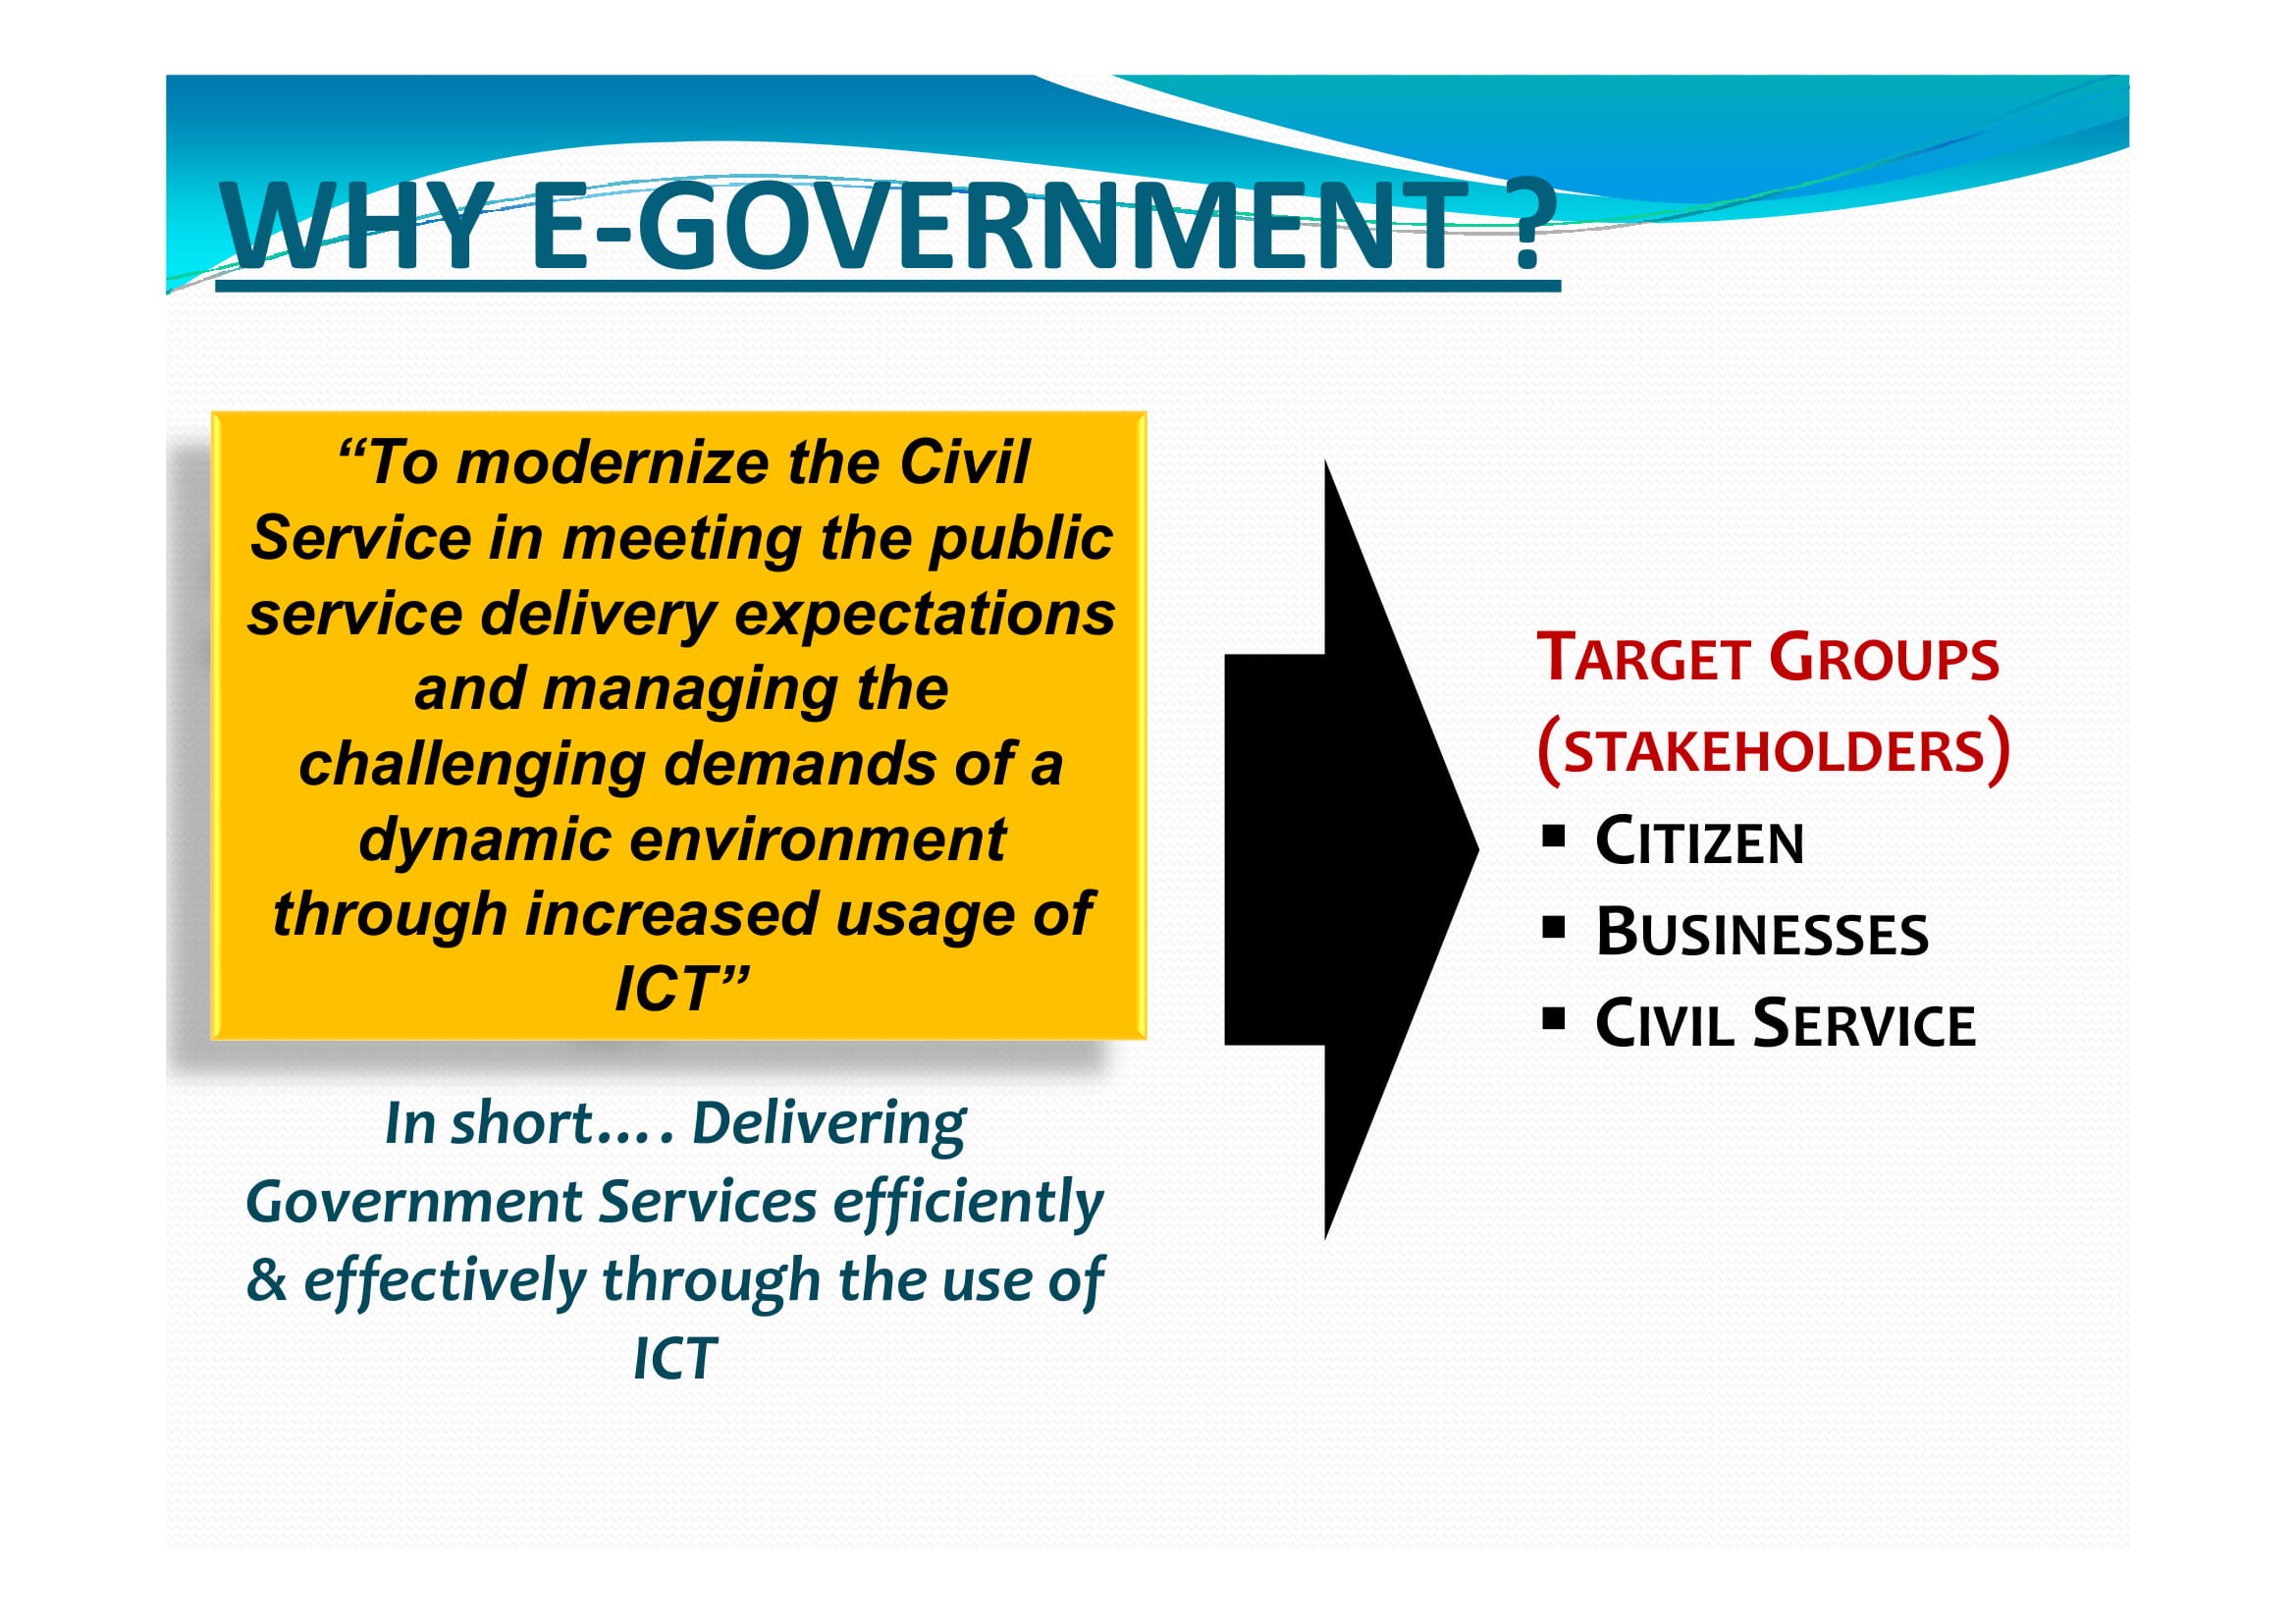 WHY E-GOVERNMENT ?
“To modernize the Civil
Service in meeting the public
service delivery expectations
and managing the
challenging demands of a
dynamic environment
through increased usage of
ICT”
In short.... Delivering
Government Services efficiently
& effectively through the use of
ICT
TARGET GROUPS
(STAKEHOLDERS)
▪ CITIZEN
▪ BUSINESSES
▪ CIVIL SERVICE